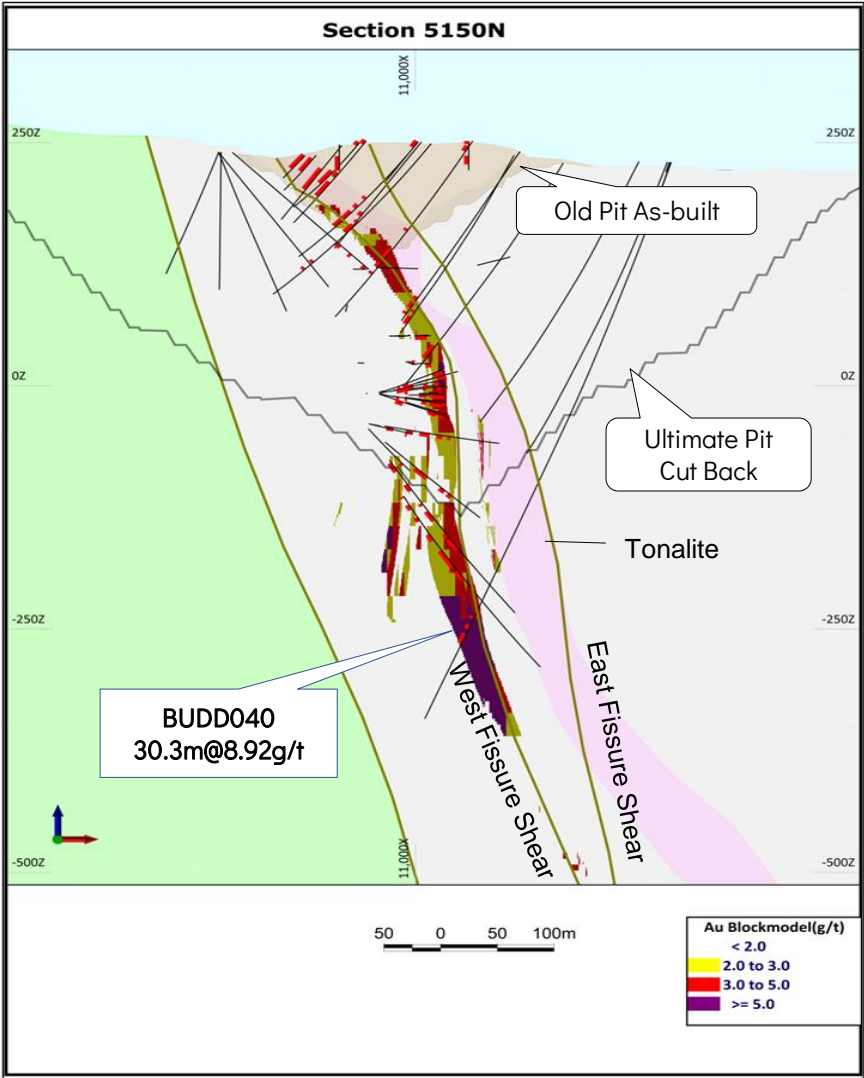 Section 5150N
11,000X
250Z
250Z
Old Pit As-built
0Z
0Z
Ultimate Pit
Cut Back
Tonalite
-250Z
-250Z
BUDD040
30.3m@8.92g/t
West Fissure Shear
East Fissure Shear
11,000X
-500Z
-500Z
50 0 50 100m
Au Blockmodel(g/t)
< 2.0
2.0 to 3.0
3.0 to 5.0
>= 5.0